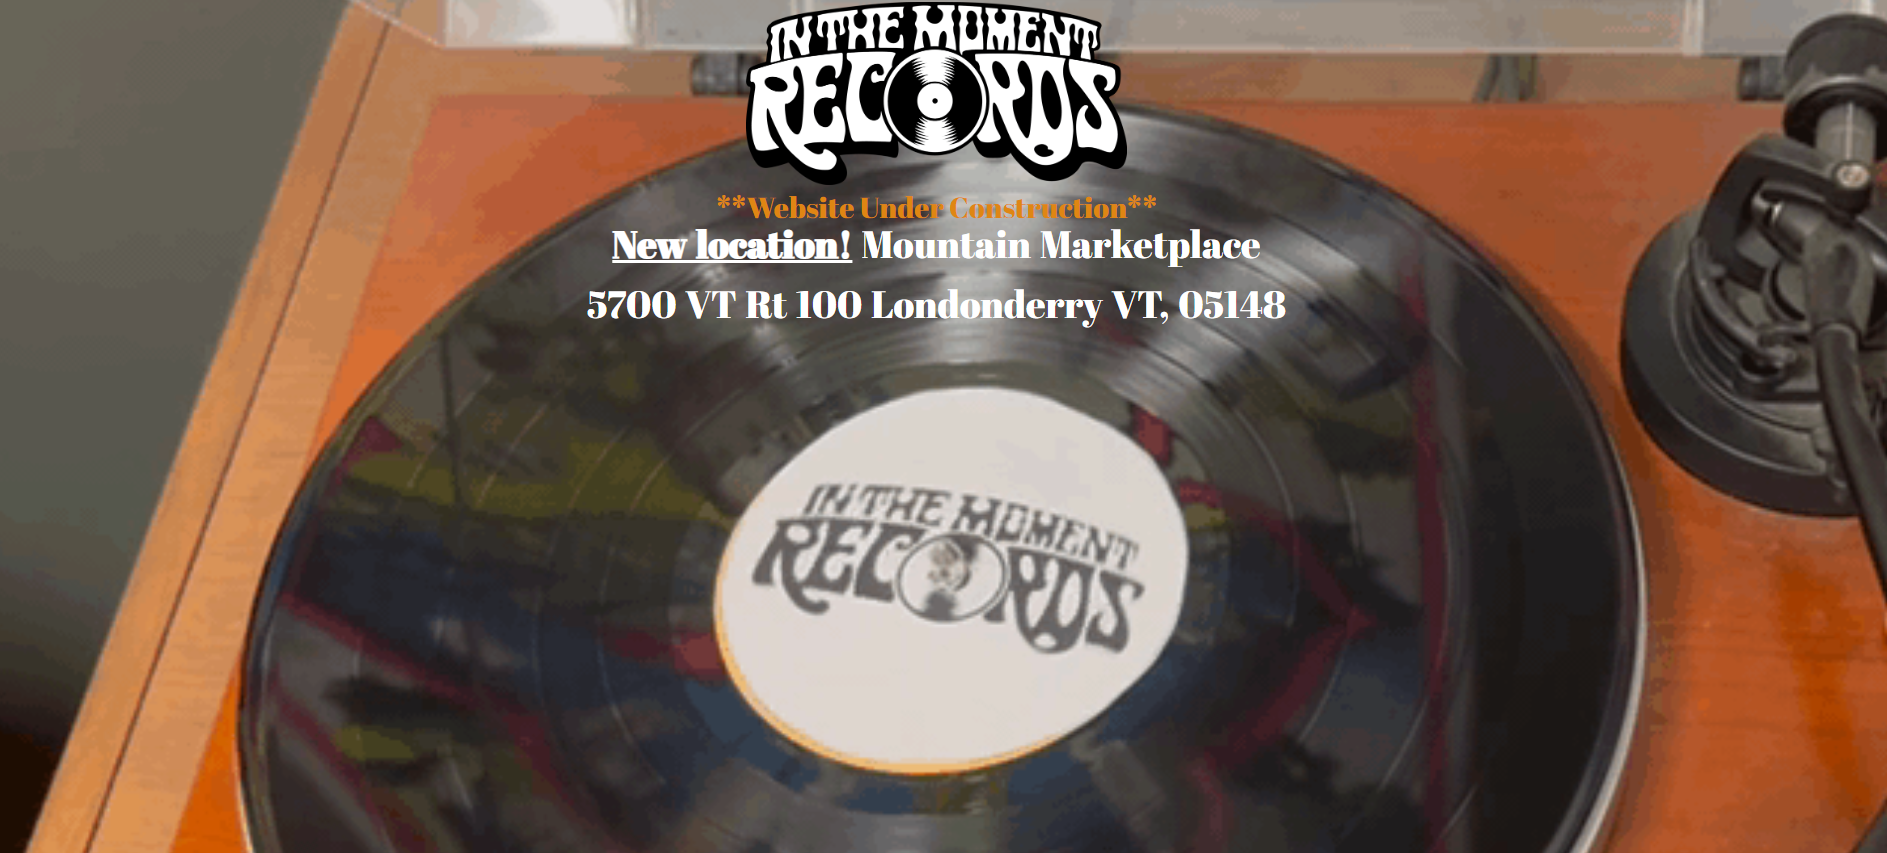 IN THE MOMENT
RECORDS
**Website Under Construction**
New location! Mountain Marketplace
5700 VT Rt 100 Londonderry VT, 05148
IN THE MOMENT
RECORDS